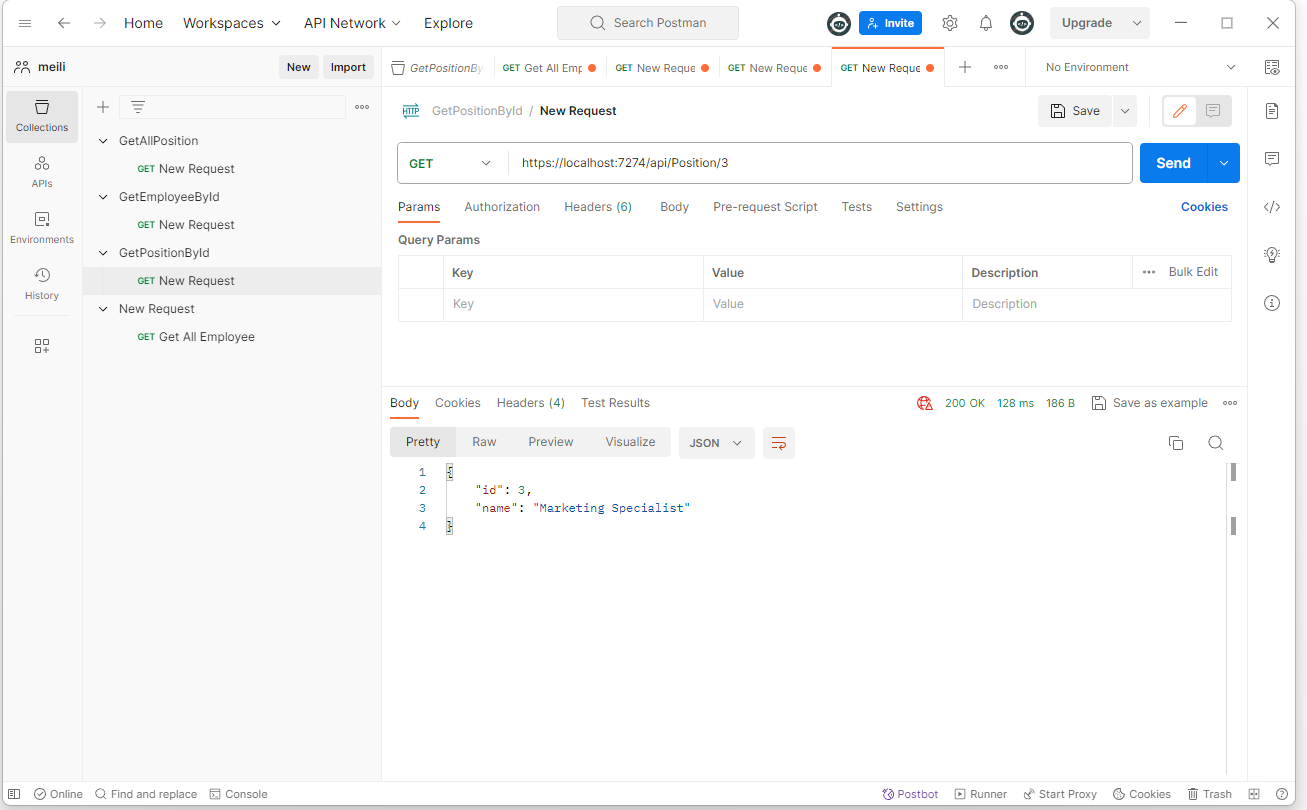 Home Workspaces API Network Explore Search Postman Invite Upgrade
meili New Import
GetPositionBy GET Get All Emp GET New Reque GET New Reque GET New Reque No Environment
Collections
APIs
Environments
History
GetAllPosition
GET New Request
GetEmployeeById
GET New Request
GetPositionById
GET New Request
New Request
GET Get All Employee
HTTP GetPositionById / New Request Save
GET https://localhost:7274/api/Position/3 Send
Params Authorization Headers (6) Body Pre-request Script Tests Settings Cookies
Query Params
Key Value Description Bulk Edit
Key Value Description
Body Cookies Headers (4) Test Results 200 OK 128 ms 186 B Save as example
Pretty Raw Preview Visualize JSON
1 {
2 "id": 3,
3 "name": "Marketing Specialist"
4 }
Online Find and replace Console Postbot Runner Start Proxy Cookies Trash